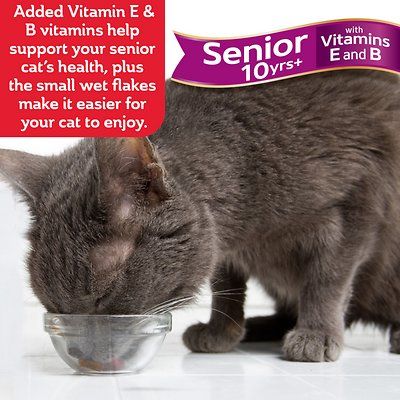 Added Vitamin E &
B vitamins help
support your senior
cat's health, plus
the small wet flakes
make it easier for
your cat to enjoy.
Senior
10yrs+
with
Vitamins
E and B